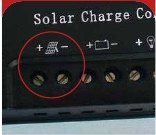 Solar Charge Co
+ - + - +